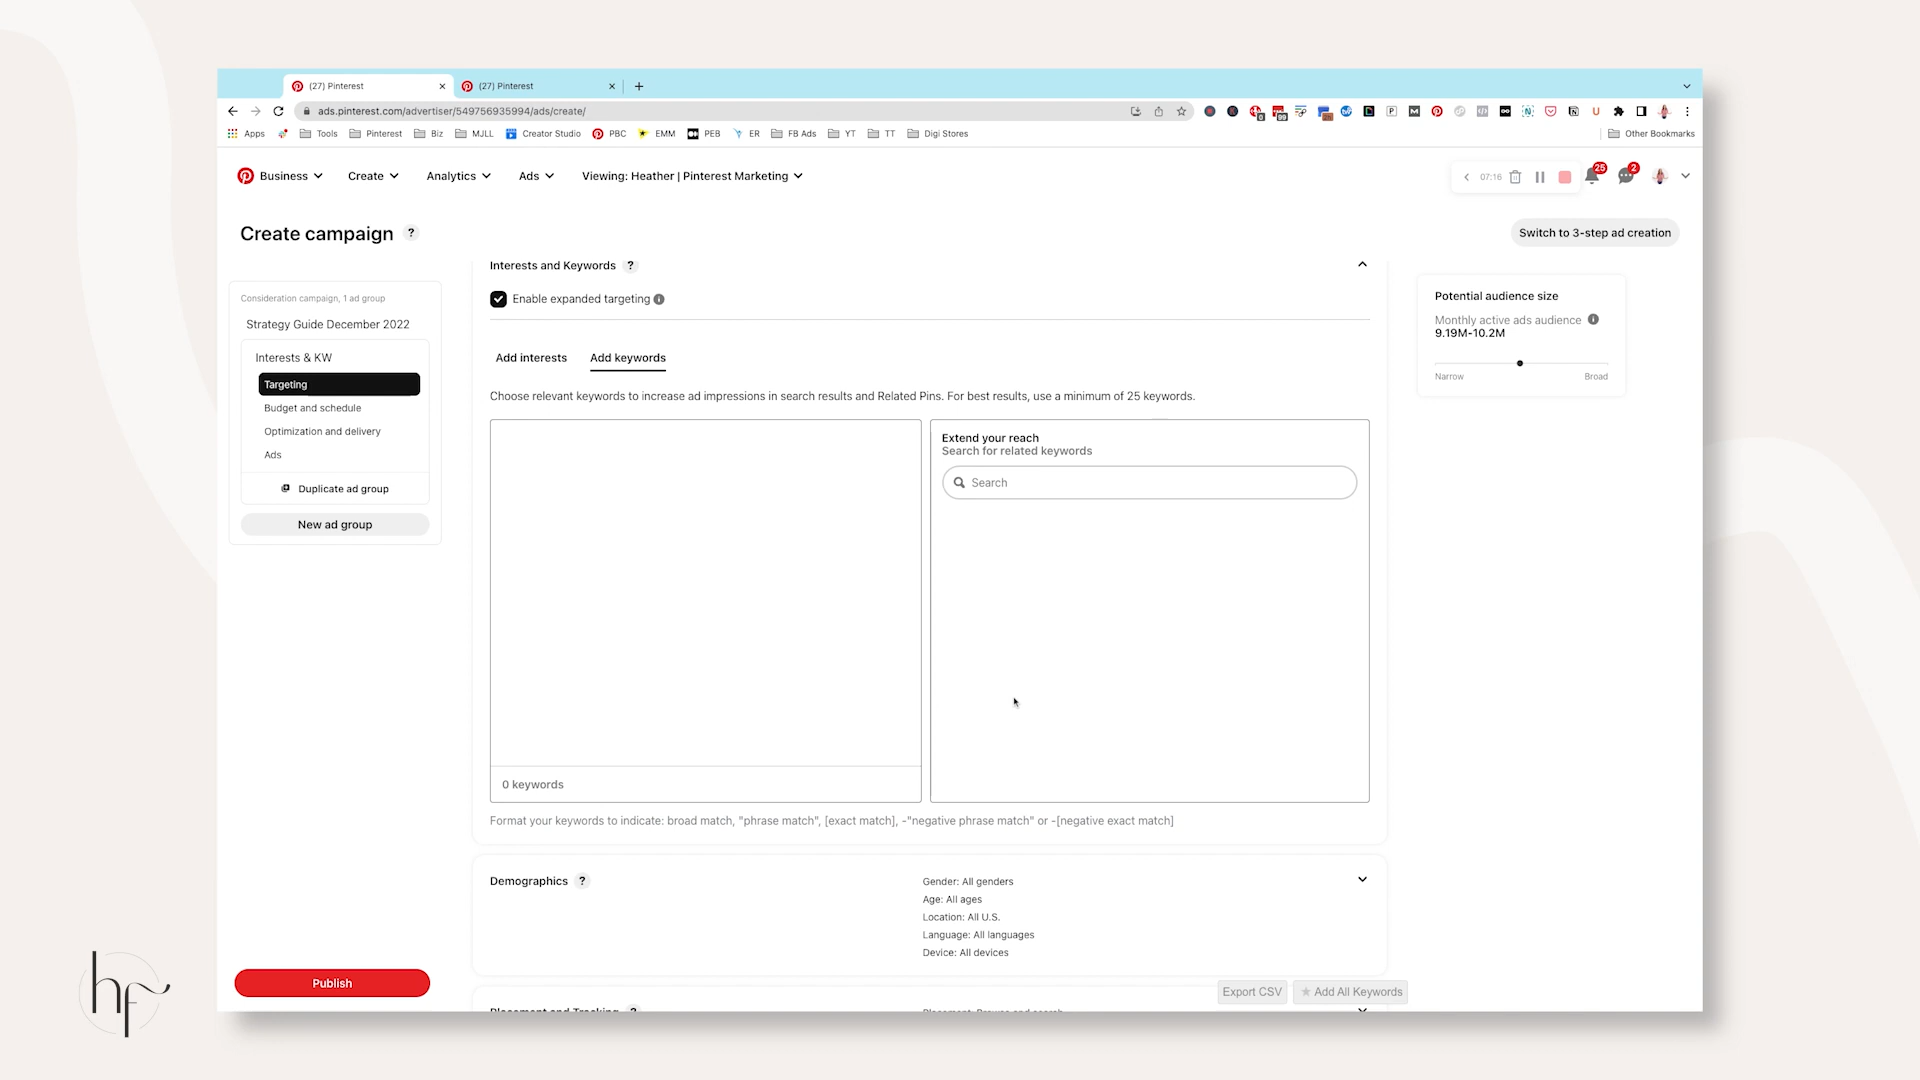 (27) Pinterest
(27) Pinterest
ads.pinterest.com/advertiser/549756935994/ads/create/
Apps
Tools
Pinterest
Biz
MJLL
Creator Studio
PBC
EMM
PEB
ER
FB Ads
YT
TT
Digi Stores
Other Bookmarks
Business
Create
Analytics
Ads
Viewing: Heather | Pinterest Marketing
07:16
25
2
Create campaign ?
Switch to 3-step ad creation
Consideration campaign, 1 ad group
Strategy Guide December 2022
Interests & KW
Targeting
Budget and schedule
Optimization and delivery
Ads
Duplicate ad group
New ad group
Publish
Interests and Keywords ?
Enable expanded targeting
Add interests
Add keywords
Choose relevant keywords to increase ad impressions in search results and Related Pins. For best results, use a minimum of 25 keywords.
0 keywords
Extend your reach
Search for related keywords
Search
Format your keywords to indicate: broad match, "phrase match", [exact match], -"negative phrase match" or -[negative exact match]
Demographics ?
Gender: All genders
Age: All ages
Location: All U.S.
Language: All languages
Device: All devices
Placement and Tracking ?
Placement: Browse and search
Export CSV
Add All Keywords
Potential audience size
Monthly active ads audience
9.19M-10.2M
Narrow
Broad
hf